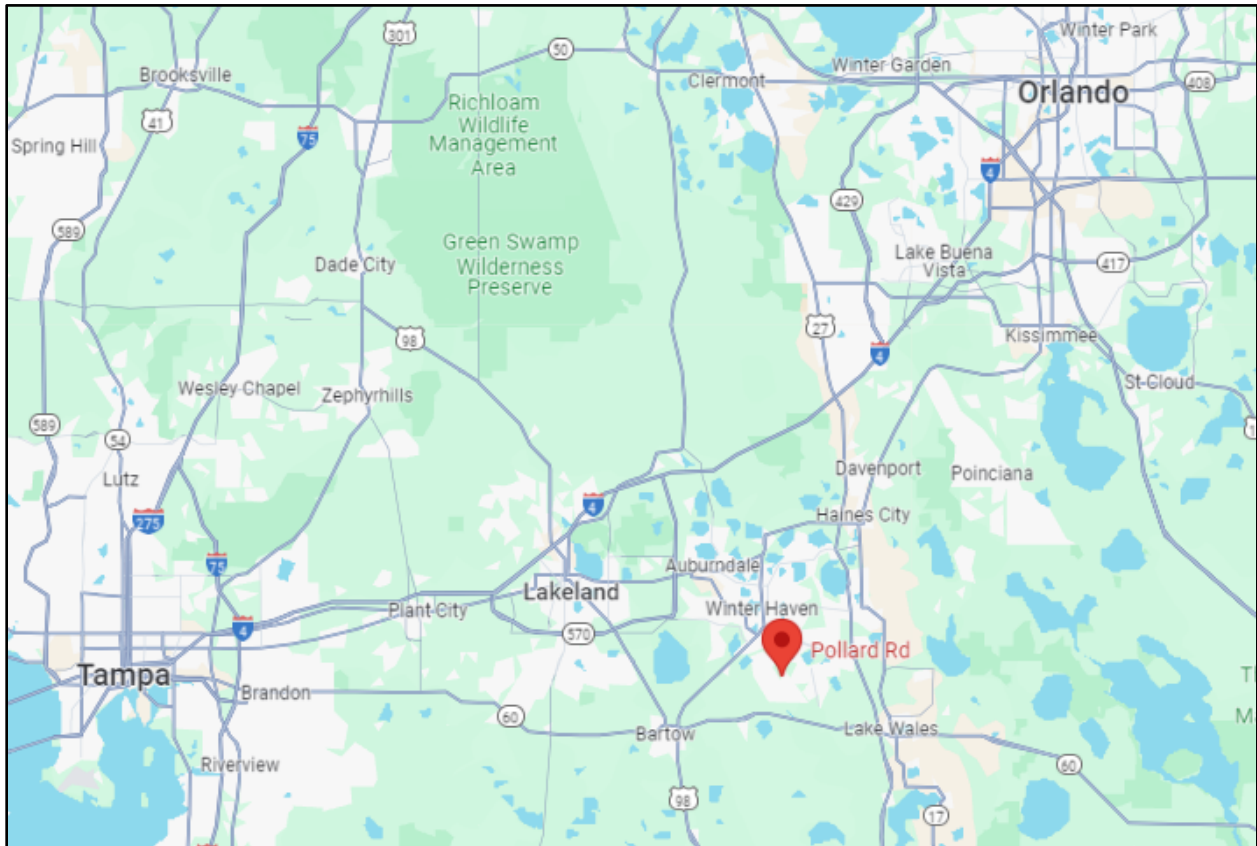 Winter Park
301
50
Brooksville
Clermont
Winter Garden
408
Orlando
Richloam
Wildlife
Management
Area
41
75
Spring Hill
4
429
589
Green Swamp
Wilderness
Preserve
Dade City
Lake Buena
Vista
417
27
98
Kissimmee
4
St Cloud
Wesley Chapel
Zephyrhills
589
54
Lutz
Davenport
Poinciana
275
4
Haines City
75
Auburndale
Lakeland
Plant City
Winter Haven
4
570
Pollard Rd
Tampa
Brandon
60
Bartow
Lake Wales
Riverview
60
98
17